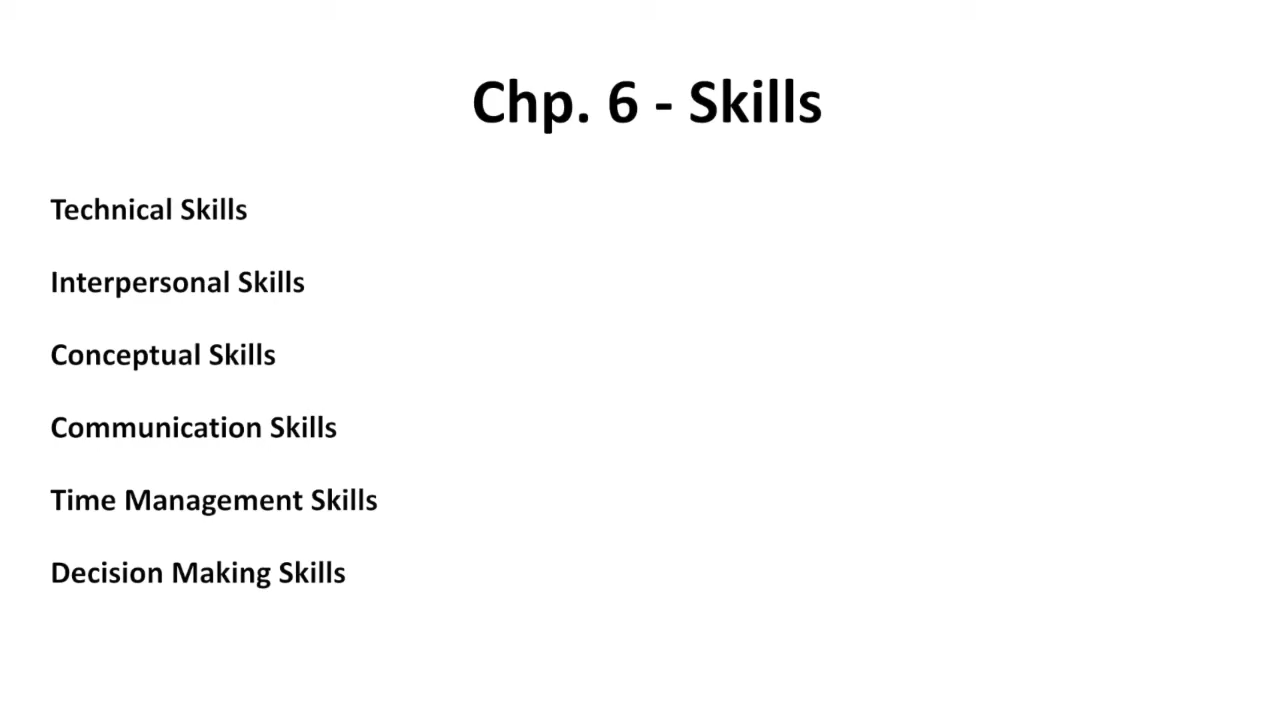 Chp. 6 - Skills
Technical Skills
Interpersonal Skills
Conceptual Skills
Communication Skills
Time Management Skills
Decision Making Skills